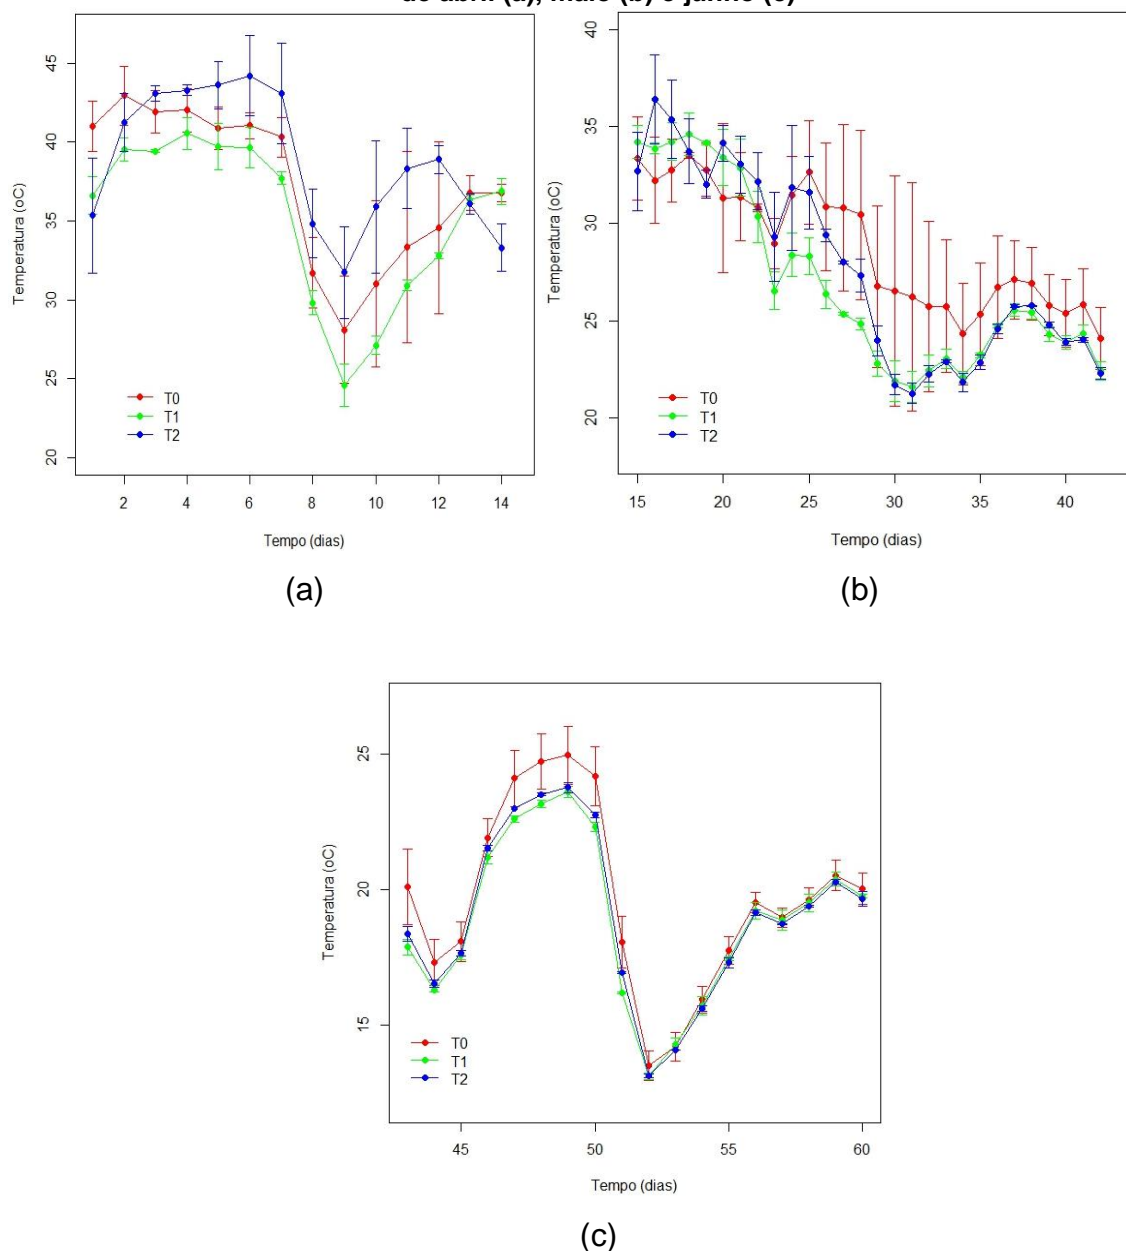 de abril (a), maio (b) e junho (c)
45
40
35
30
25
20
Temperatura (oC)
T0
T1
T2
2 4 6 8 10 12 14
Tempo (dias)
(a)
40
35
30
25
20
Temperatura (oC)
T0
T1
T2
15 20 25 30 35 40
Tempo (dias)
(b)
25
20
15
Temperatura (oC)
T0
T1
T2
45 50 55 60
Tempo (dias)
(c)